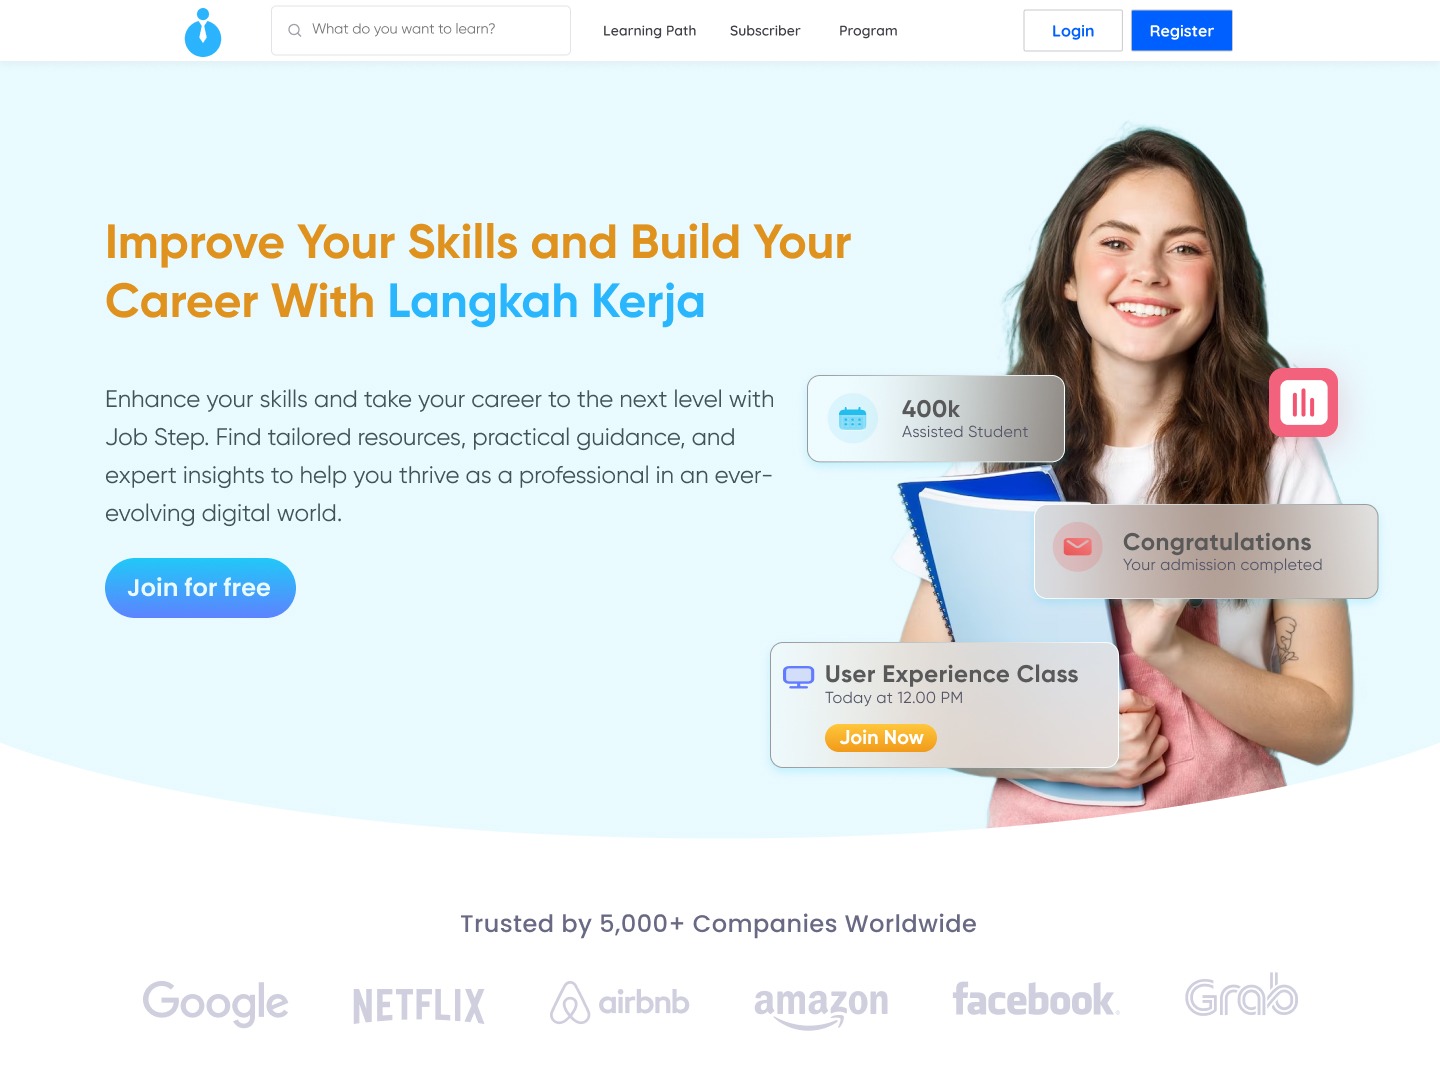 What do you want to learn?
Learning Path
Subscriber
Program
Login
Register
Improve Your Skills and Build Your
Career With Langkah Kerja
Enhance your skills and take your career to the next level with
Job Step. Find tailored resources, practical guidance, and
expert insights to help you thrive as a professional in an ever-
evolving digital world.
Join for free
400k
Assisted Student
Congratulations
Your admission completed
User Experience Class
Today at 12.00 PM
Join Now
Trusted by 5,000+ Companies Worldwide
Google
NETFLIX
airbnb
amazon
facebook
Grab